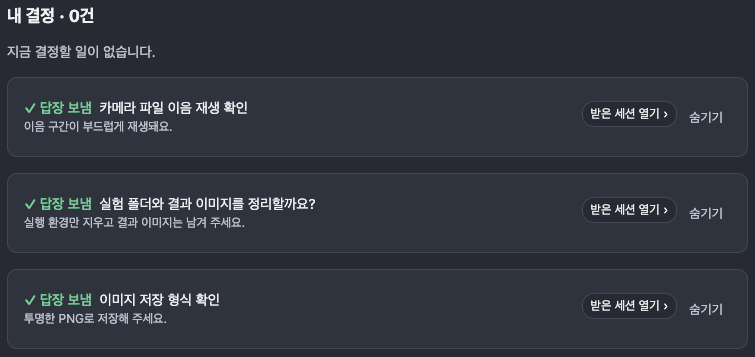 내 결정 · 0건
지금 결정할 일이 없습니다.
✓ 답장 보냄 카메라 파일 이음 재생 확인
이음 구간이 부드럽게 재생돼요.
받은 세션 열기 ›
숨기기
✓ 답장 보냄 실험 폴더와 결과 이미지를 정리할까요?
실행 환경만 지우고 결과 이미지는 남겨 주세요.
받은 세션 열기 ›
숨기기
✓ 답장 보냄 이미지 저장 형식 확인
투명한 PNG로 저장해 주세요.
받은 세션 열기 ›
숨기기